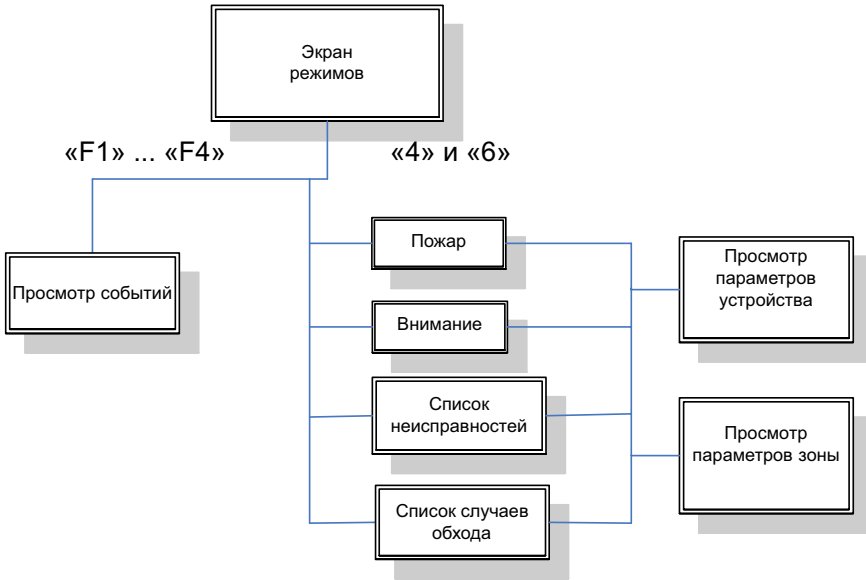 Экран
режимов
«F1» ... «F4»
«4» и «6»
Просмотр событий
Пожар
Внимание
Список
неисправностей
Список случаев
обхода
Просмотр
параметров
устройства
Просмотр
параметров зоны